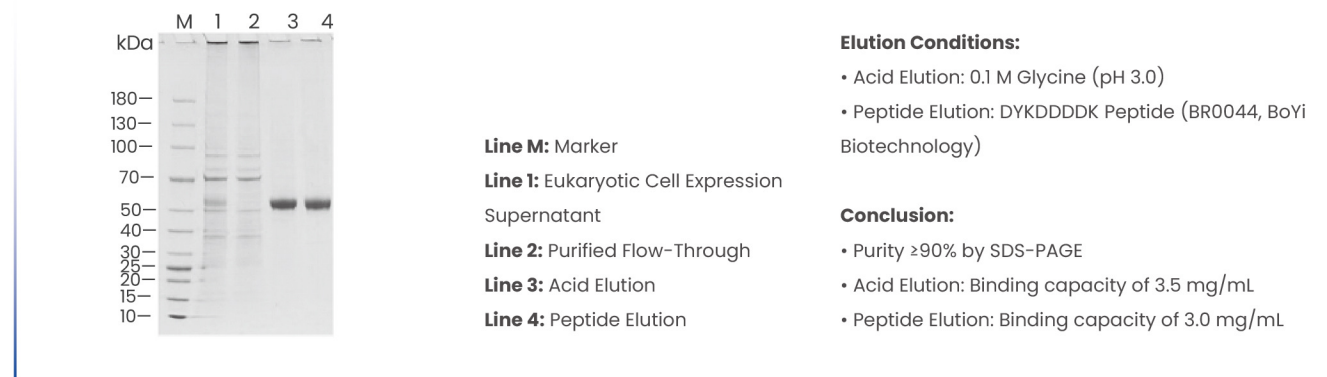 M 1 2 3 4
kDa
180
130
100
70
50
40
30
25
20
15
10
Line M: Marker
Line 1: Eukaryotic Cell Expression
Supernatant
Line 2: Purified Flow-Through
Line 3: Acid Elution
Line 4: Peptide Elution
Elution Conditions:
• Acid Elution: 0.1 M Glycine (pH 3.0)
• Peptide Elution: DYKDDDDK Peptide (BR0044, BoYi
Biotechnology)
Conclusion:
• Purity ≥90% by SDS-PAGE
• Acid Elution: Binding capacity of 3.5 mg/mL
• Peptide Elution: Binding capacity of 3.0 mg/mL